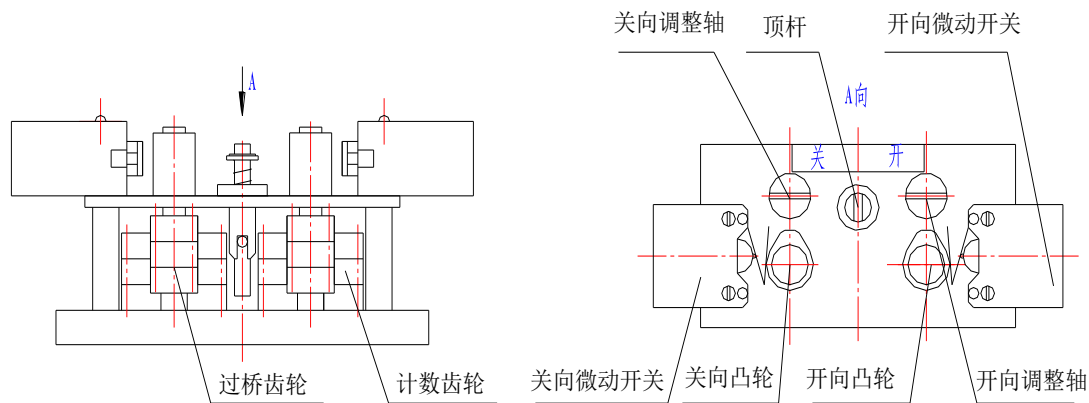 关向调整轴
顶杆
开向微动开关
A
A向
关
开
过桥齿轮
计数齿轮
关向微动开关
关向凸轮
开向凸轮
开向调整轴